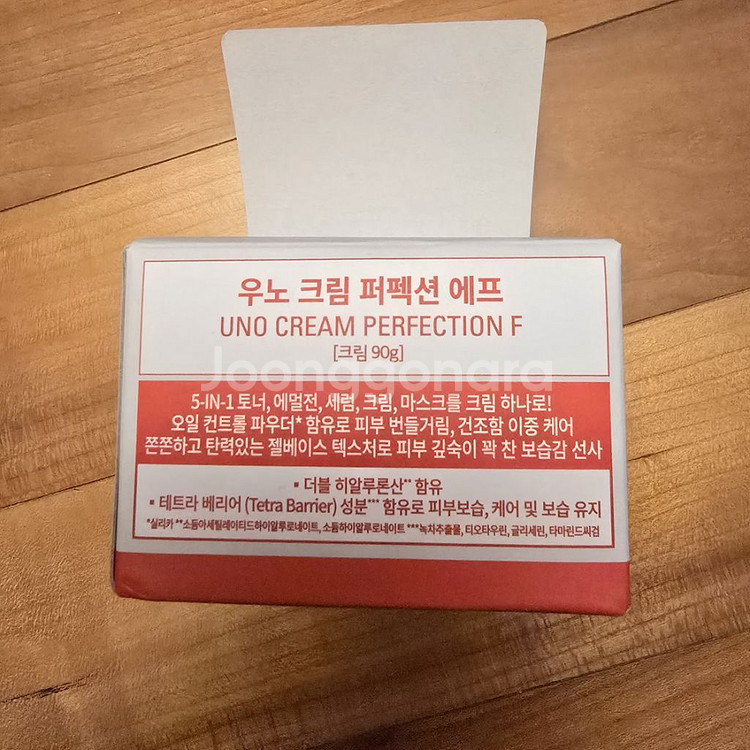 우노 크림 퍼펙션 에프
UNO CREAM PERFECTION F
[크림 90g]
Joonggonara
5-IN-1 토너, 에멀전, 세럼, 크림, 마스크를 크림 하나로!
오일 컨트롤 파우더* 함유로 피부 번들거림, 건조함 이중 케어
쫀쫀하고 탄력있는 젤베이스 텍스처로 피부 깊숙이 꽉 찬 보습감 선사
▪ 더블 히알루론산** 함유
▪ 테트라 베리어 (Tetra Barrier) 성분*** 함유로 피부보습, 케어 및 보습 유지
*실리카 **소듐아세틸레이티드하이알루로네이트, 소듐하이알루로네이트 ***녹차추출물, 티오타우린, 글리세린, 타마린드씨검